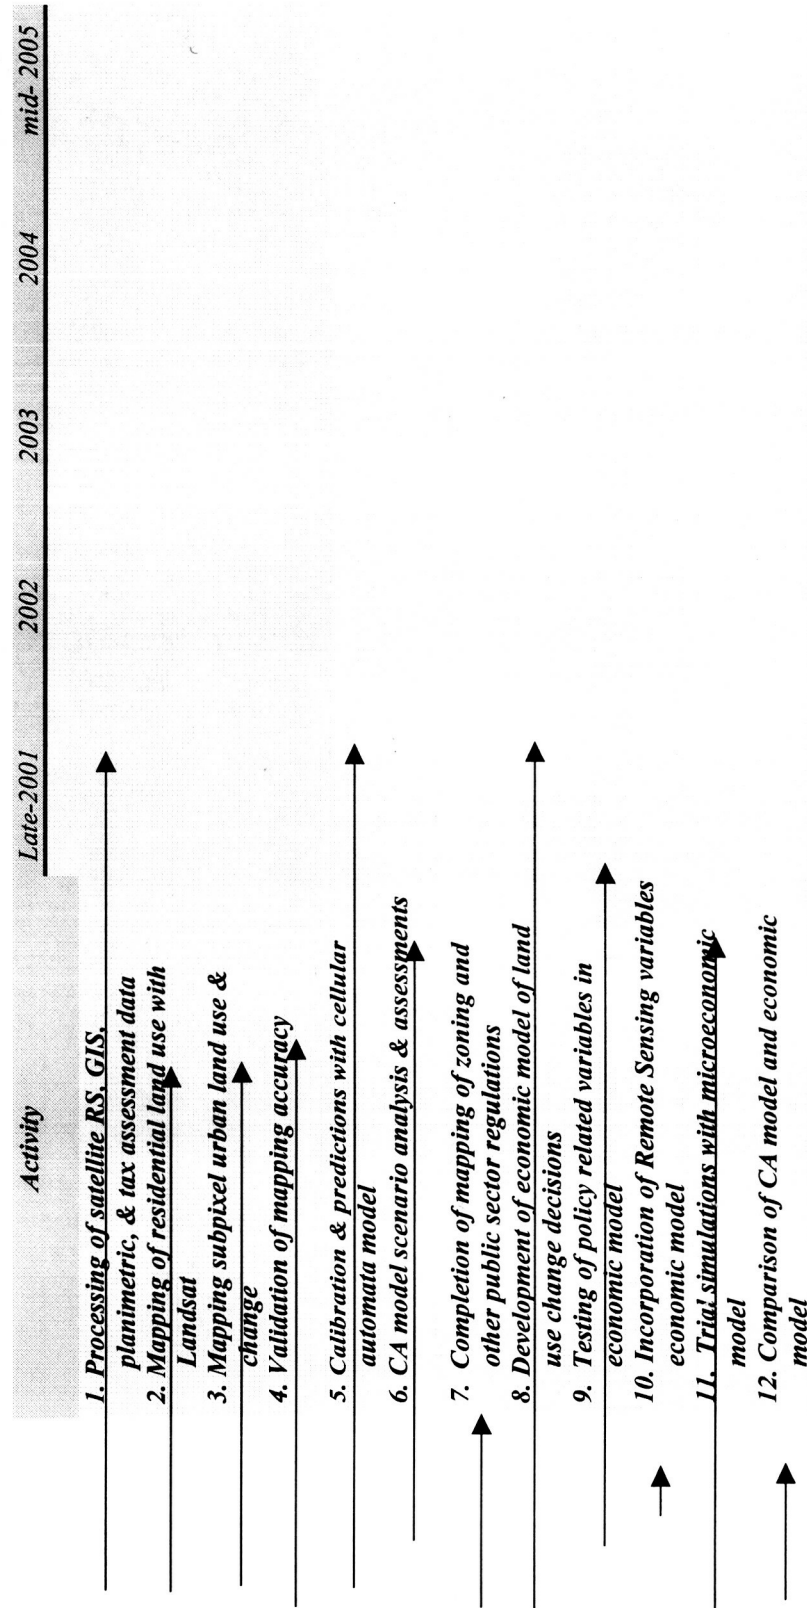 Activity Late-2001 2002 2003 2004 mid- 2005
1. Processing of satellite RS, GIS,
planimetric, & tax assessment data
2. Mapping of residential land use with
Landsat
3. Mapping subpixel urban land use &
change
4. Validation of mapping accuracy
5. Calibration & predictions with cellular
automata model
6. CA model scenario analysis & assessments
7. Completion of mapping of zoning and
other public sector regulations
8. Development of economic model of land
use change decisions
9. Testing of policy related variables in
economic model
10. Incorporation of Remote Sensing variables
economic model
11. Trial simulations with microeconomic
model
12. Comparison of CA model and economic
model